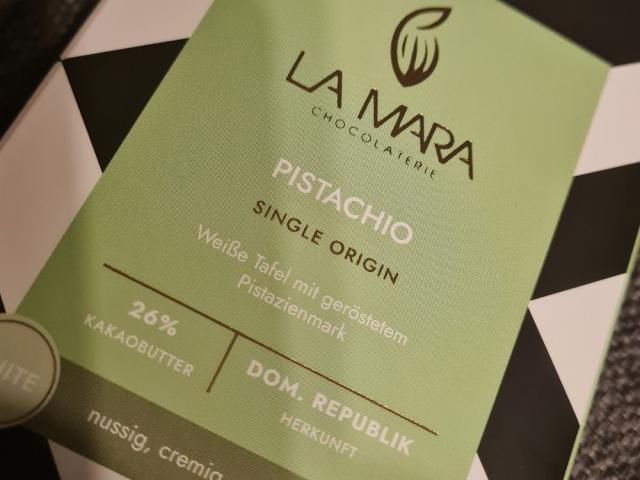 LA MARA
CHOCOLATERIE
PISTACHIO
SINGLE ORIGIN
Weiße Tafel mit geröstetem
Pistazienmark
26%
KAKAOBUTTER
DOM. REPUBLIK
HERKUNFT
nussig, cremig